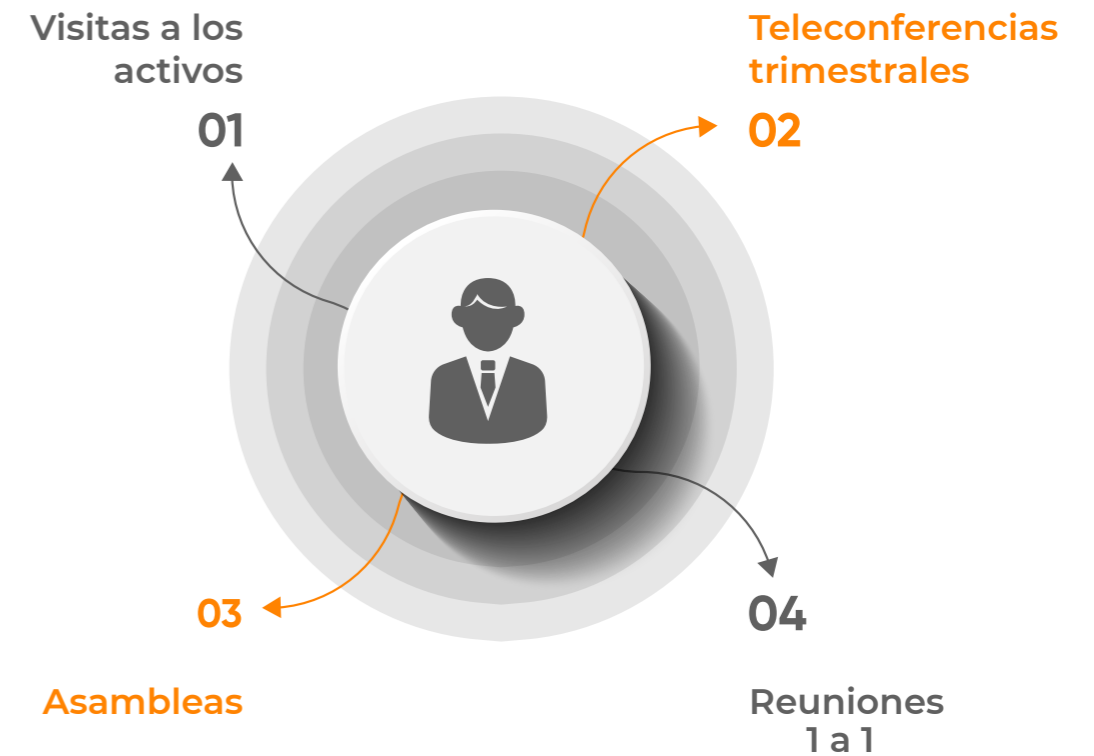 Visitas a los
activos
01
Teleconferencias
trimestrales
02
03
Asambleas
04
Reuniones
1 a 1